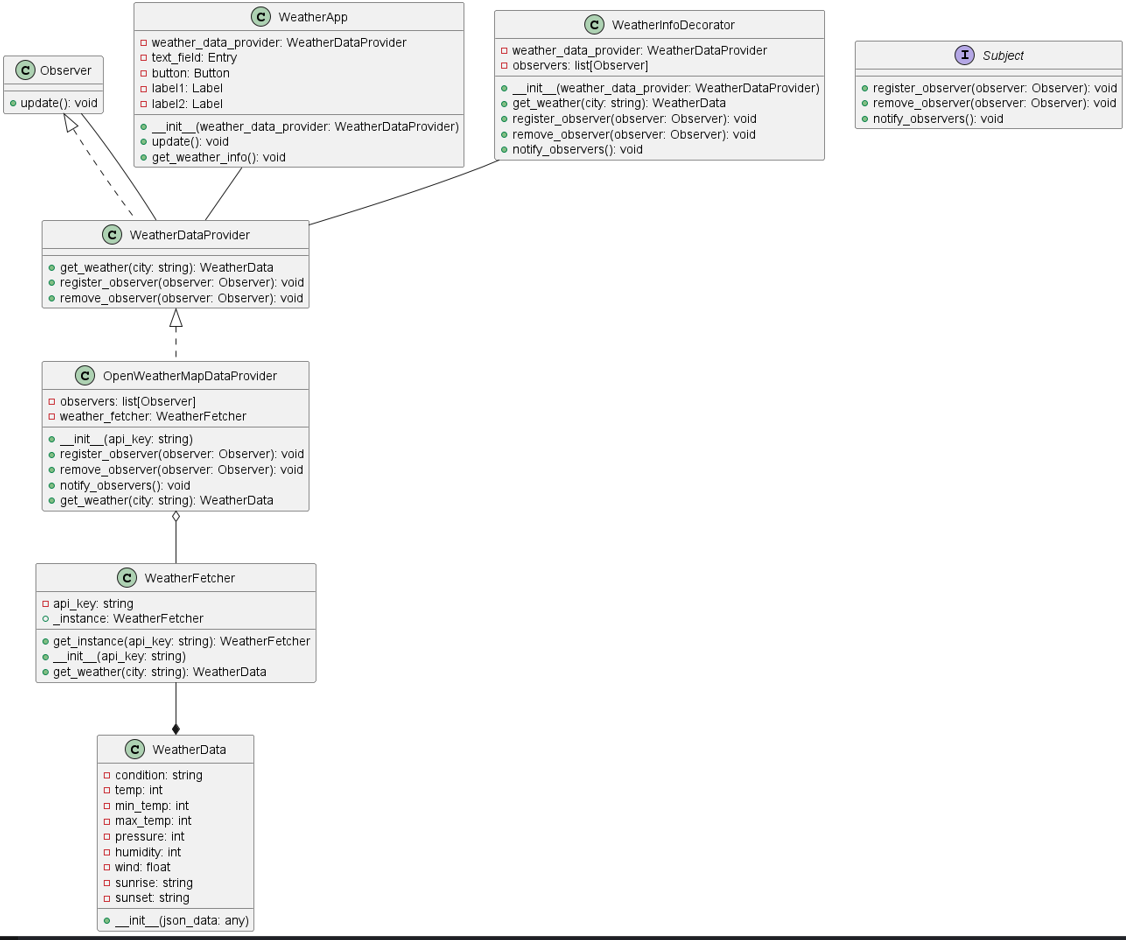 C WeatherApp
weather_data_provider: WeatherDataProvider
text_field: Entry
button: Button
label1: Label
label2: Label
__init__(weather_data_provider: WeatherDataProvider)
update(): void
get_weather_info(): void
C WeatherInfoDecorator
weather_data_provider: WeatherDataProvider
observers: list[Observer]
__init__(weather_data_provider: WeatherDataProvider)
get_weather(city: string): WeatherData
register_observer(observer: Observer): void
remove_observer(observer: Observer): void
notify_observers(): void
I Subject
register_observer(observer: Observer): void
remove_observer(observer: Observer): void
notify_observers(): void
C Observer
update(): void
C WeatherDataProvider
get_weather(city: string): WeatherData
register_observer(observer: Observer): void
remove_observer(observer: Observer): void
C OpenWeatherMapDataProvider
observers: list[Observer]
weather_fetcher: WeatherFetcher
__init__(api_key: string)
register_observer(observer: Observer): void
remove_observer(observer: Observer): void
notify_observers(): void
get_weather(city: string): WeatherData
C WeatherFetcher
api_key: string
_instance: WeatherFetcher
get_instance(api_key: string): WeatherFetcher
__init__(api_key: string)
get_weather(city: string): WeatherData
C WeatherData
condition: string
temp: int
min_temp: int
max_temp: int
pressure: int
humidity: int
wind: float
sunrise: string
sunset: string
__init__(json_data: any)